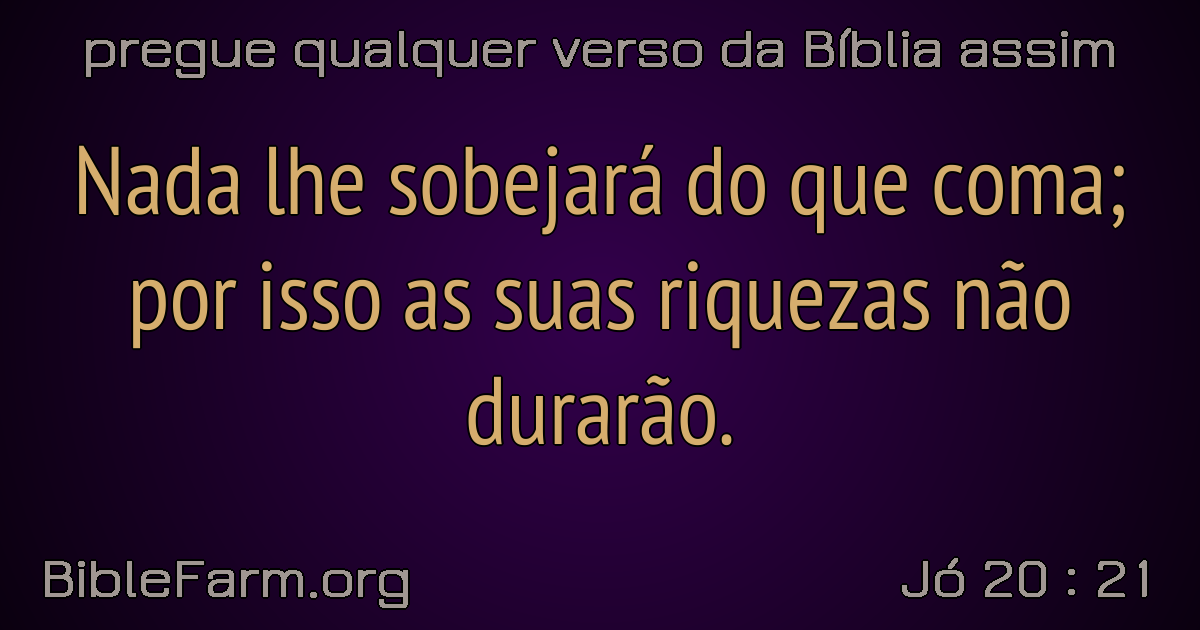 pregue qualquer verso da Bíblia assim
Nada lhe sobejará do que coma;
por isso as suas riquezas não
durarão.
BibleFarm.org
Jó 20 : 21